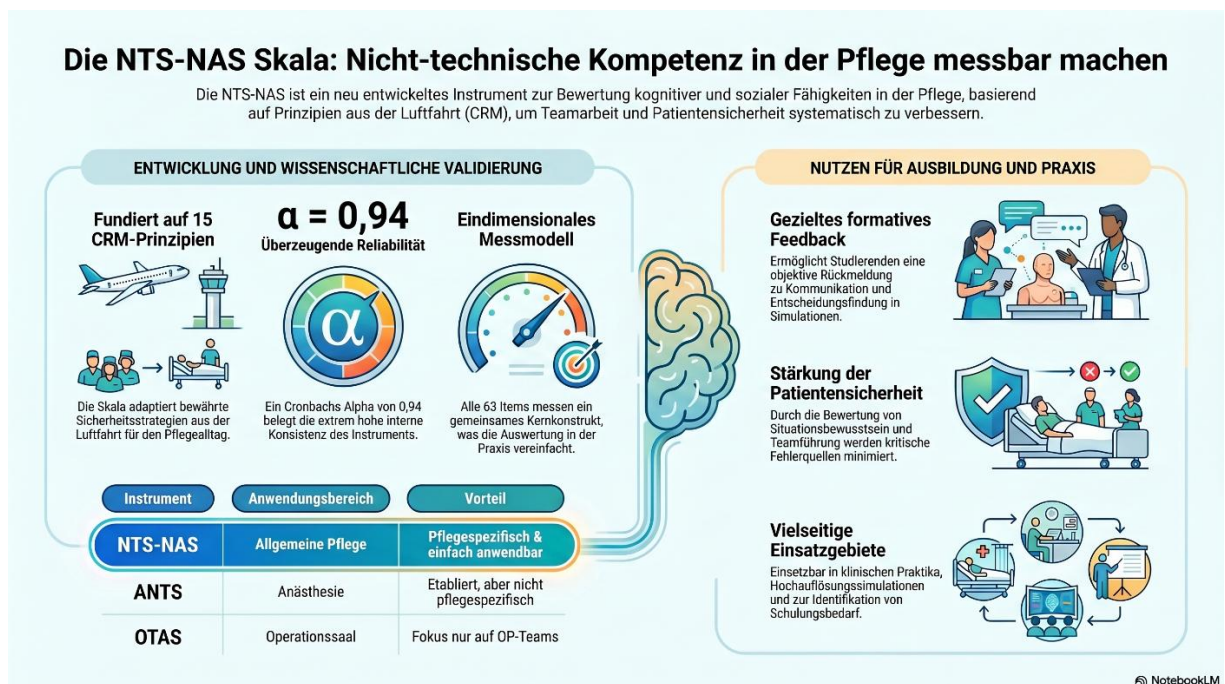 Die NTS-NAS Skala: Nicht-technische Kompetenz in der Pflege messbar machen
Die NTS-NAS ist ein neu entwickeltes Instrument zur Bewertung kognitiver und sozialer Fähigkeiten in der Pflege, basierend
auf Prinzipien aus der Luftfahrt (CRM), um Teamarbeit und Patientensicherheit systematisch zu verbessern.
ENTWICKLUNG UND WISSENSCHAFTLICHE VALIDIERUNG
Fundiert auf 15
CRM-Prinzipien
Die Skala adaptiert bewährte
Sicherheitsstrategien aus der
Luftfahrt für den Pflegealltag.
α = 0,94
Überzeugende Reliabilität
α
Ein Cronbachs Alpha von 0,94
belegt die extrem hohe interne
Konsistenz des Instruments.
Eindimensionales
Messmodell
Alle 63 Items messen ein
gemeinsames Kernkonstrukt,
was die Auswertung in der
Praxis vereinfacht.
Instrument Anwendungsbereich Vorteil
NTS-NAS Allgemeine Pflege Pflegespezifisch &
einfach anwendbar
ANTS Anästhesie Etabliert, aber nicht
pflegespezifisch
OTAS Operationssaal Fokus nur auf OP-Teams
NUTZEN FÜR AUSBILDUNG UND PRAXIS
Gezieltes formatives
Feedback
Ermöglicht Studierenden eine
objektive Rückmeldung
zu Kommunikation und
Entscheidungsfindung in
Simulationen.
Stärkung der
Patientensicherheit
Durch die Bewertung von
Situationsbewusstsein und
Teamführung werden kritische
Fehlerquellen minimiert.
Vielseitige
Einsatzgebiete
Einsetzbar in klinischen Praktika,
Hochauflösungssimulationen
und zur Identifikation von
Schulungsbedarf.
NotebookLM